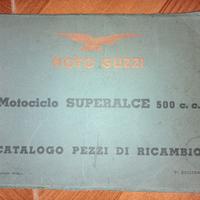 MOTO GUZZI
Motociclo SUPERALCE 500 c. c.
CATALOGO PEZZI DI RICAMBIO